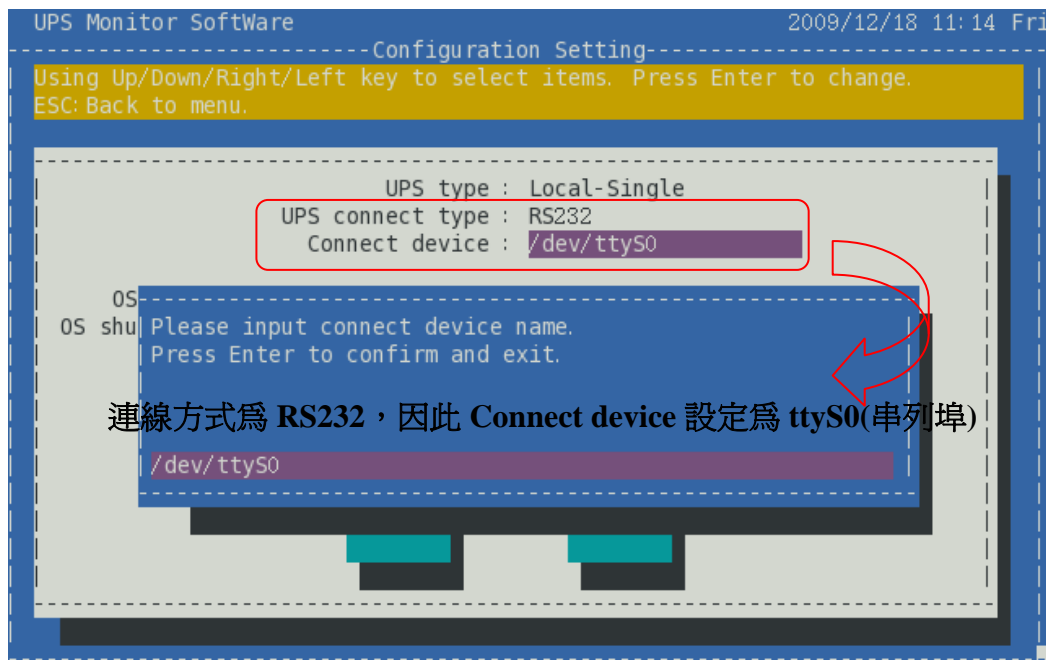 UPS Monitor SoftWare 2009/12/18 11:14 Fri
Configuration Setting
Using Up/Down/Right/Left key to select items. Press Enter to change.
ESC:Back to menu.
UPS type : Local-Single
UPS connect type : RS232
Connect device : /dev/ttyS0
OS
OS shu
Please input connect device name.
Press Enter to confirm and exit.
連線方式爲 RS232，因此 Connect device 設定爲 ttyS0(串列埠)
/dev/ttyS0